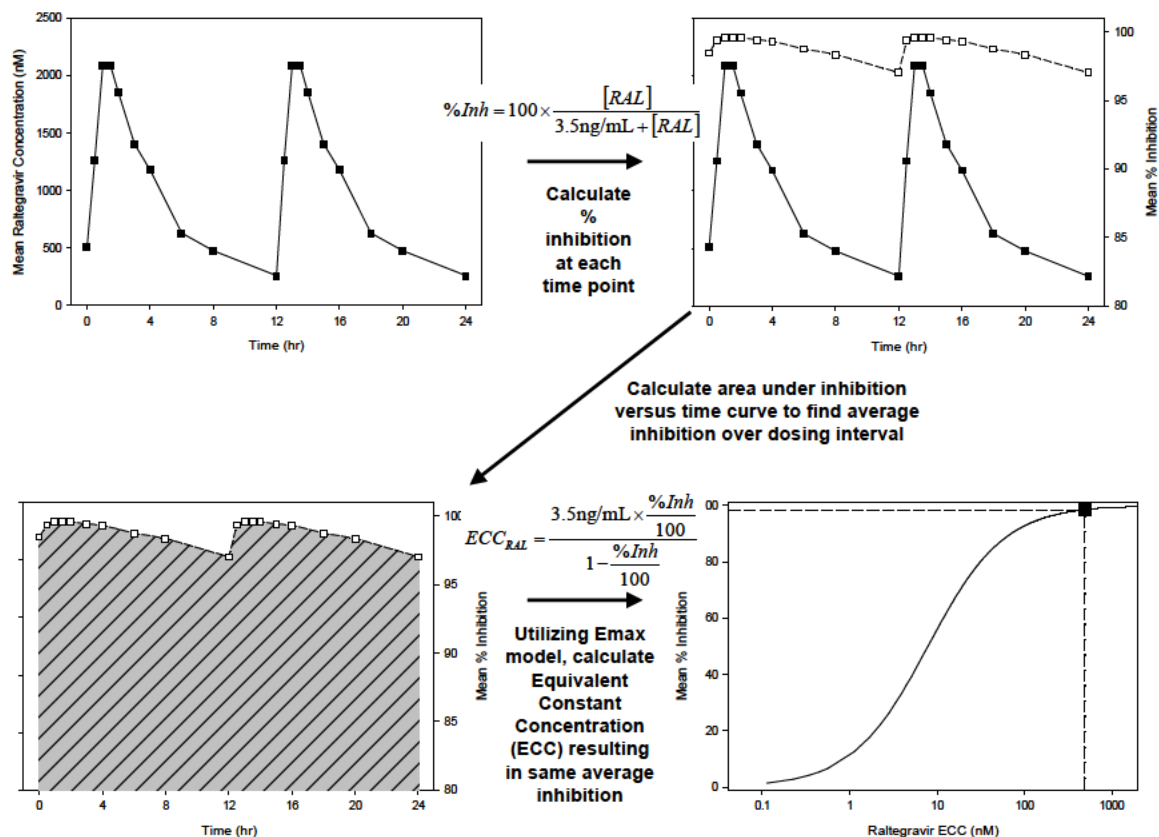 2500
2000
1500
1000
500
0
Mean Raltegravir Concentration (nM)
0 4 8 12 16 20 24
Time (hr)
%Inh = 100 × [RAL] / 3.5ng/mL + [RAL]
Calculate
%
inhibition
at each
time point
100
95
90
85
80
Mean % Inhibition
0 4 8 12 16 20 24
Time (hr)
Calculate area under inhibition
versus time curve to find average
inhibition over dosing interval
100
95
90
85
80
Mean % Inhibition
0 4 8 12 16 20 24
Time (hr)
ECC_RAL = 3.5ng/mL × %Inh / 100 / 1 − %Inh / 100
Utilizing Emax
model, calculate
Equivalent
Constant
Concentration
(ECC) resulting
in same average
inhibition
00
80
60
40
20
0
Mean % Inhibition
0.1 1 10 100 1000
Raltegravir ECC (nM)